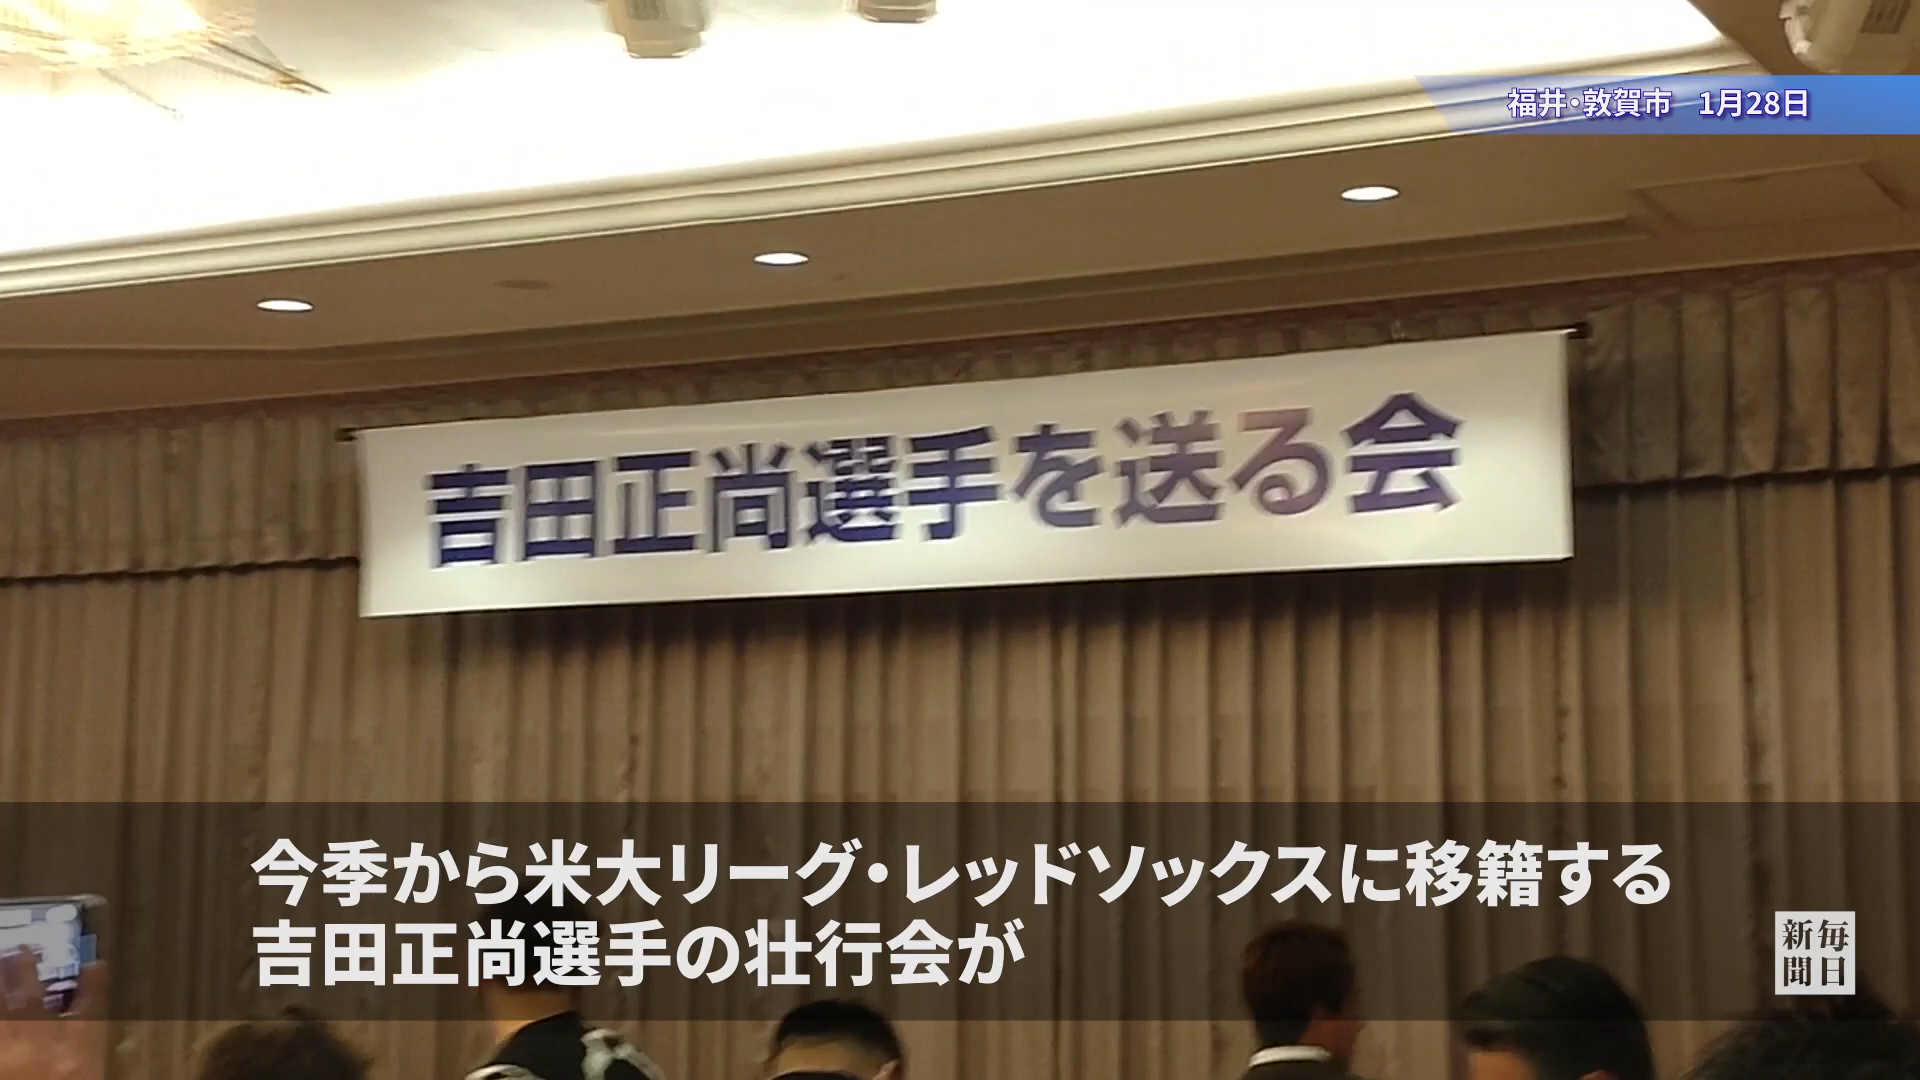 福井・敦賀市 1月28日
吉田正尚選手を送る会
今季から米大リーグ・レッドソックスに移籍する
吉田正尚選手の壮行会が
毎日
新聞